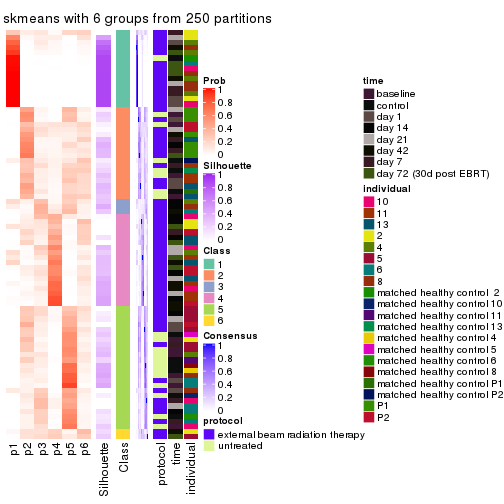 skmeans with 6 groups from 250 partitions
Prob
1
0.8
0.6
0.4
0.2
0
Silhouette
1
0.8
0.6
0.4
0.2
0
Class
1
2
3
4
5
6
Consensus
1
0.8
0.6
0.4
0.2
0
protocol
external beam radiation therapy
untreated
time
baseline
control
day 1
day 14
day 21
day 42
day 7
day 72 (30d post EBRT)
individual
10
11
13
2
4
5
6
8
matched healthy control 2
matched healthy control 10
matched healthy control 11
matched healthy control 13
matched healthy control 4
matched healthy control 5
matched healthy control 6
matched healthy control 8
matched healthy control P1
matched healthy control P2
P1
P2
p1
p2
p3
p4
p5
p6
Silhouette
Class
protocol
time
individual